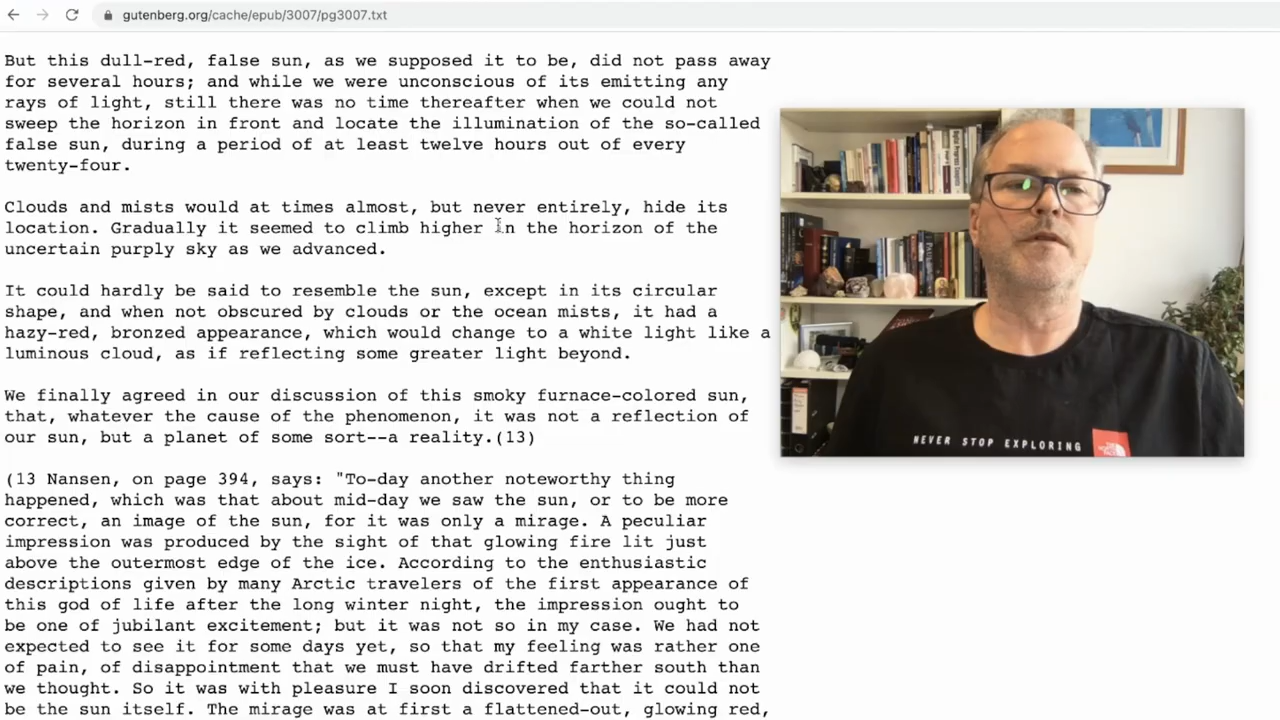 gutenberg.org/cache/epub/3007/pg3007.txt
But this dull-red, false sun, as we supposed it to be, did not pass away
for several hours; and while we were unconscious of its emitting any
rays of light, still there was no time thereafter when we could not
sweep the horizon in front and locate the illumination of the so-called
false sun, during a period of at least twelve hours out of every
twenty-four.
Clouds and mists would at times almost, but never entirely, hide its
location. Gradually it seemed to climb higher in the horizon of the
uncertain purply sky as we advanced.
It could hardly be said to resemble the sun, except in its circular
shape, and when not obscured by clouds or the ocean mists, it had a
hazy-red, bronzed appearance, which would change to a white light like a
luminous cloud, as if reflecting some greater light beyond.
We finally agreed in our discussion of this smoky furnace-colored sun,
that, whatever the cause of the phenomenon, it was not a reflection of
our sun, but a planet of some sort--a reality.(13)
(13 Nansen, on page 394, says: "To-day another noteworthy thing
happened, which was that about mid-day we saw the sun, or to be more
correct, an image of the sun, for it was only a mirage. A peculiar
impression was produced by the sight of that glowing fire lit just
above the outermost edge of the ice. According to the enthusiastic
descriptions given by many Arctic travelers of the first appearance of
this god of life after the long winter night, the impression ought to
be one of jubilant excitement; but it was not so in my case. We had not
expected to see it for some days yet, so that my feeling was rather one
of pain, of disappointment that we must have drifted farther south than
we thought. So it was with pleasure I soon discovered that it could not
be the sun itself. The mirage was at first a flattened-out, glowing red,
NEVER STOP EXPLORING